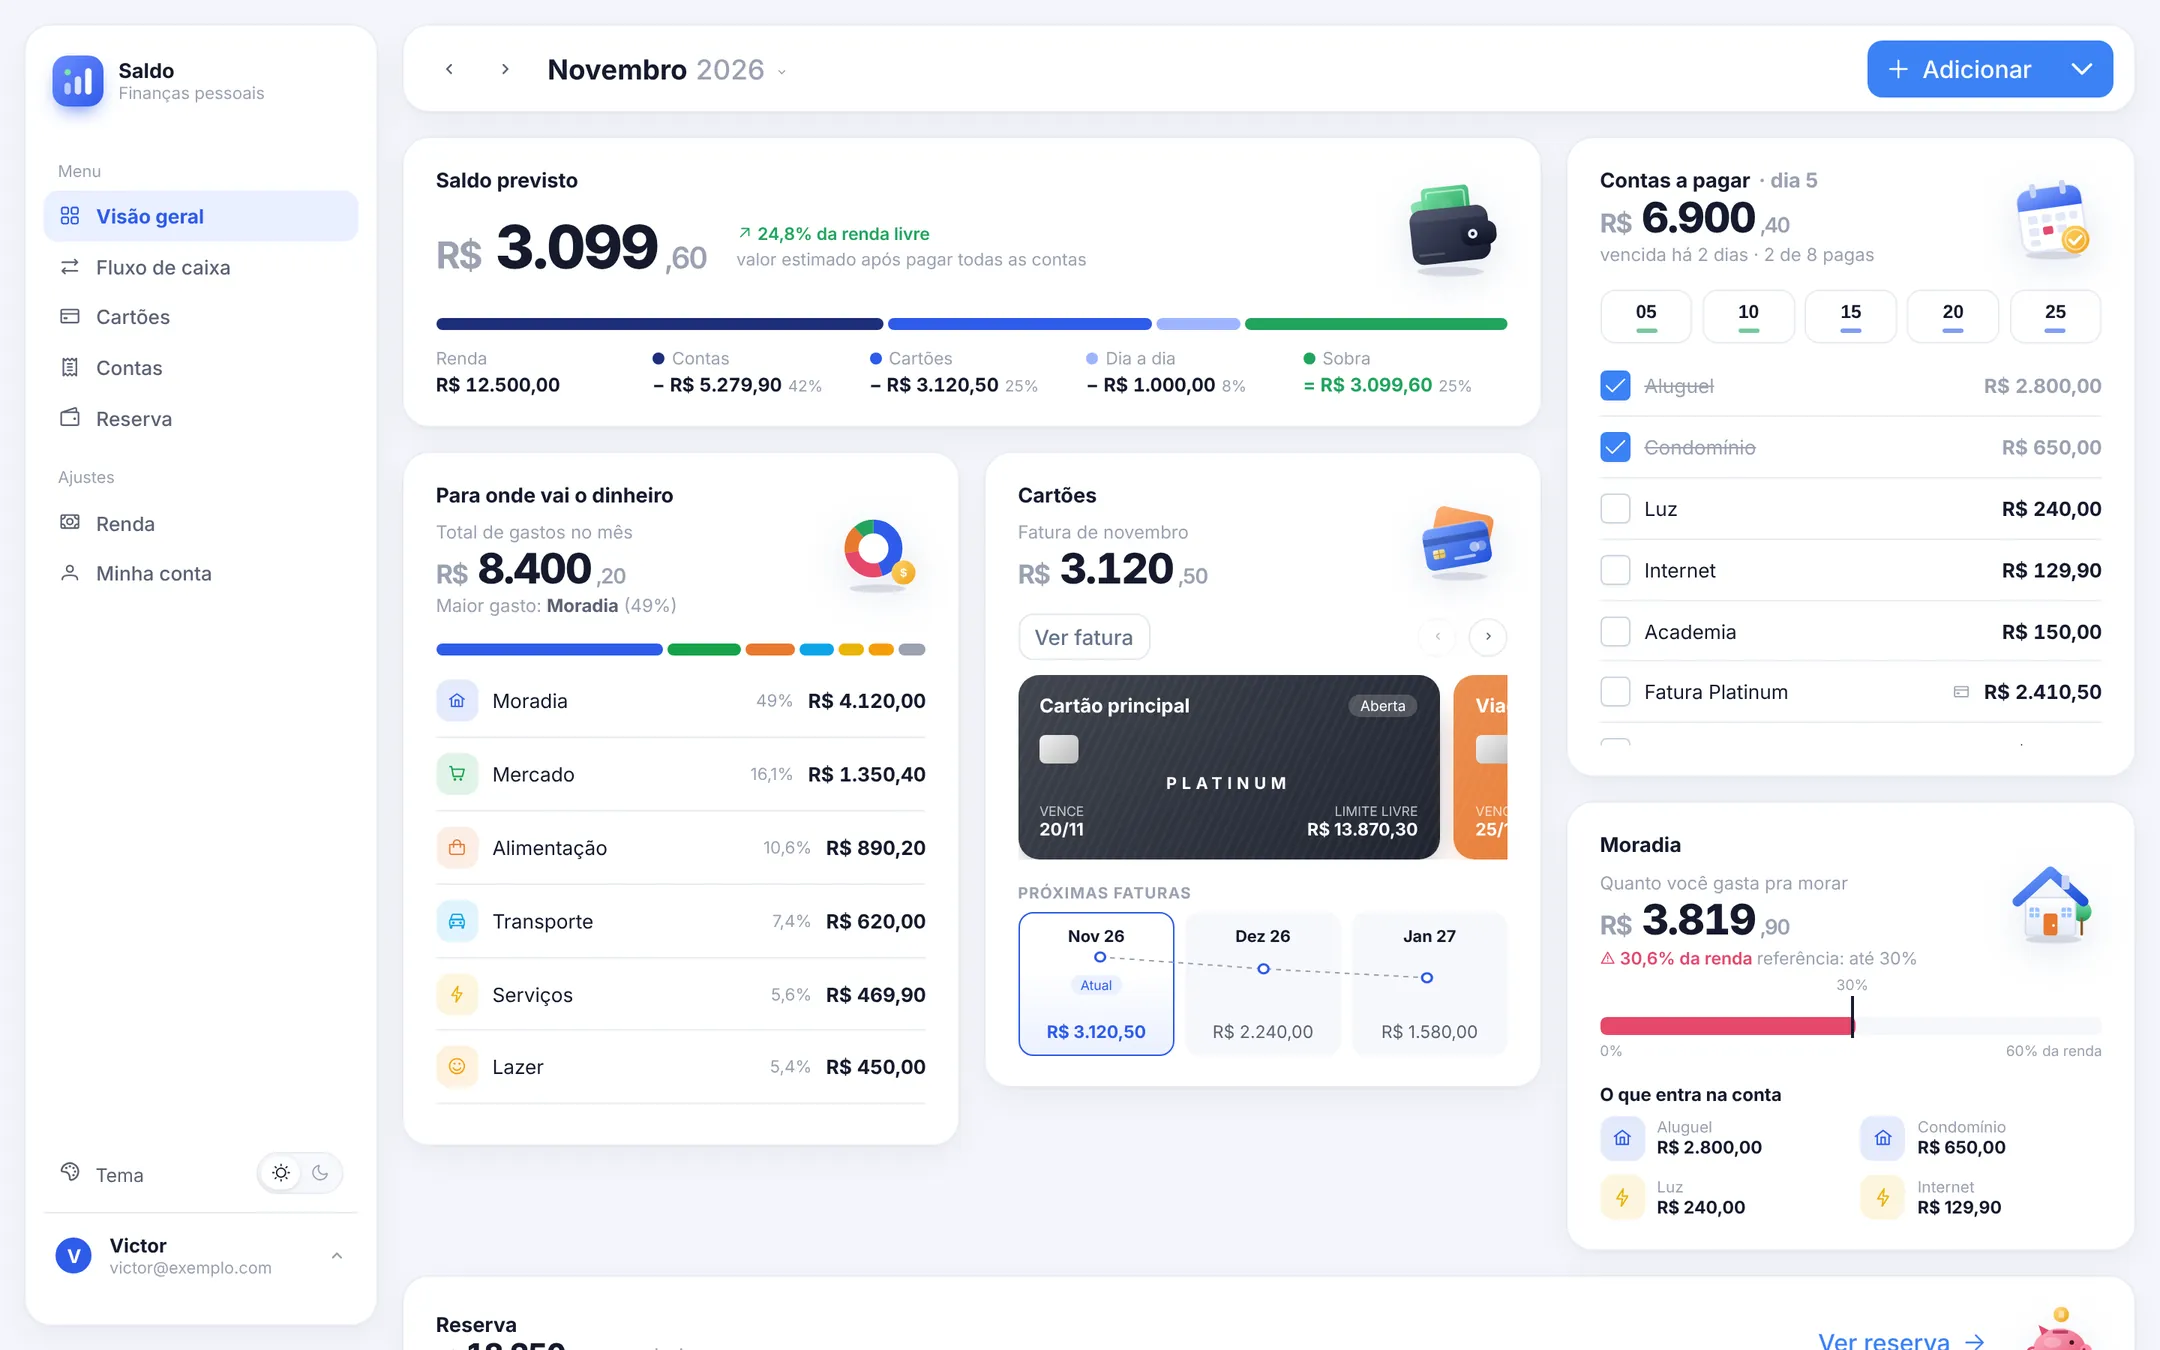 Saldo
Finanças pessoais
Menu
Visão geral
Fluxo de caixa
Cartões
Contas
Reserva
Ajustes
Renda
Minha conta
Tema
V
Victor
victor@exemplo.com
Novembro 2026
Adicionar
Saldo previsto
R$ 3.099,60
24,8% da renda livre
valor estimado após pagar todas as contas
Renda
R$ 12.500,00
Contas
– R$ 5.279,90 42%
Cartões
– R$ 3.120,50 25%
Dia a dia
– R$ 1.000,00 8%
Sobra
= R$ 3.099,60 25%
Para onde vai o dinheiro
Total de gastos no mês
R$ 8.400,20
Maior gasto: Moradia (49%)
$
Moradia 49% R$ 4.120,00
Mercado 16,1% R$ 1.350,40
Alimentação 10,6% R$ 890,20
Transporte 7,4% R$ 620,00
Serviços 5,6% R$ 469,90
Lazer 5,4% R$ 450,00
Cartões
Fatura de novembro
R$ 3.120,50
Ver fatura
Cartão principal
Aberta
PLATINUM
VENCE
20/11
LIMITE LIVRE
R$ 13.870,30
PRÓXIMAS FATURAS
Nov 26
Atual
R$ 3.120,50
Dez 26
R$ 2.240,00
Jan 27
R$ 1.580,00
Contas a pagar · dia 5
R$ 6.900,40
vencida há 2 dias · 2 de 8 pagas
05 10 15 20 25
Aluguel R$ 2.800,00
Condomínio R$ 650,00
Luz R$ 240,00
Internet R$ 129,90
Academia R$ 150,00
Fatura Platinum R$ 2.410,50
Moradia
Quanto você gasta pra morar
R$ 3.819,90
30,6% da renda referência: até 30%
30%
0% 60% da renda
O que entra na conta
Aluguel
R$ 2.800,00
Condomínio
R$ 650,00
Luz
R$ 240,00
Internet
R$ 129,90
Reserva
Ver reserva